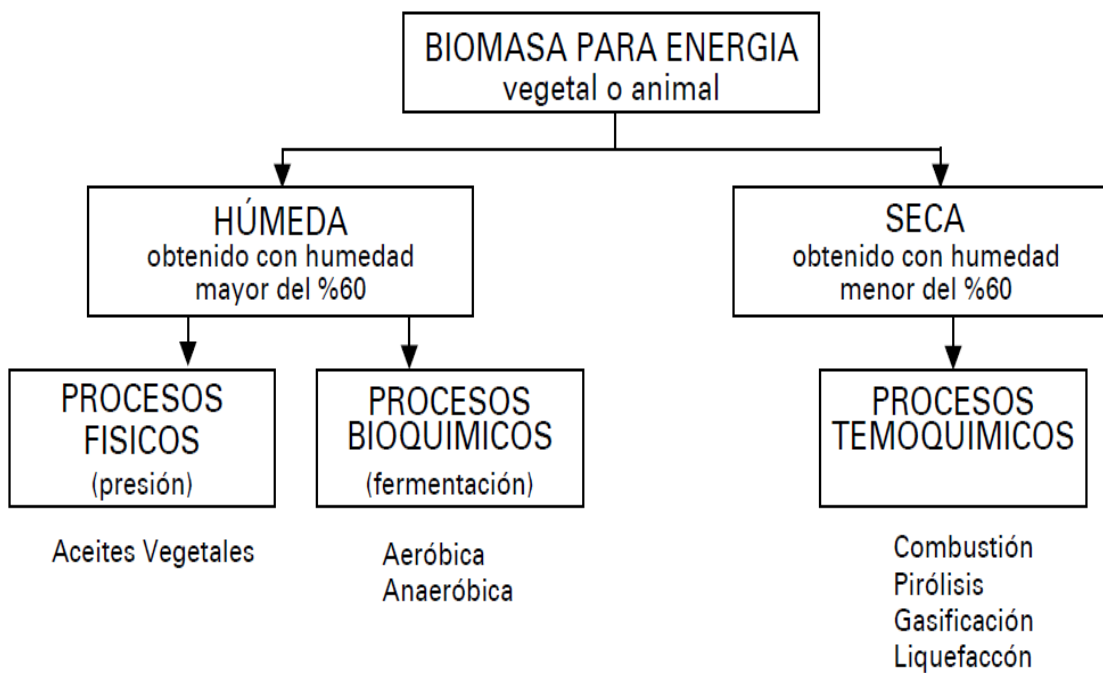 BIOMASA PARA ENERGIA
vegetal o animal
HÚMEDA
obtenido con humedad
mayor del %60
SECA
obtenido con humedad
menor del %60
PROCESOS
FISICOS
(presión)
PROCESOS
BIOQUIMICOS
(fermentación)
PROCESOS
TEMOQUIMICOS
Aceites Vegetales
Aeróbica
Anaeróbica
Combustión
Pirólisis
Gasificación
Liquefaccón